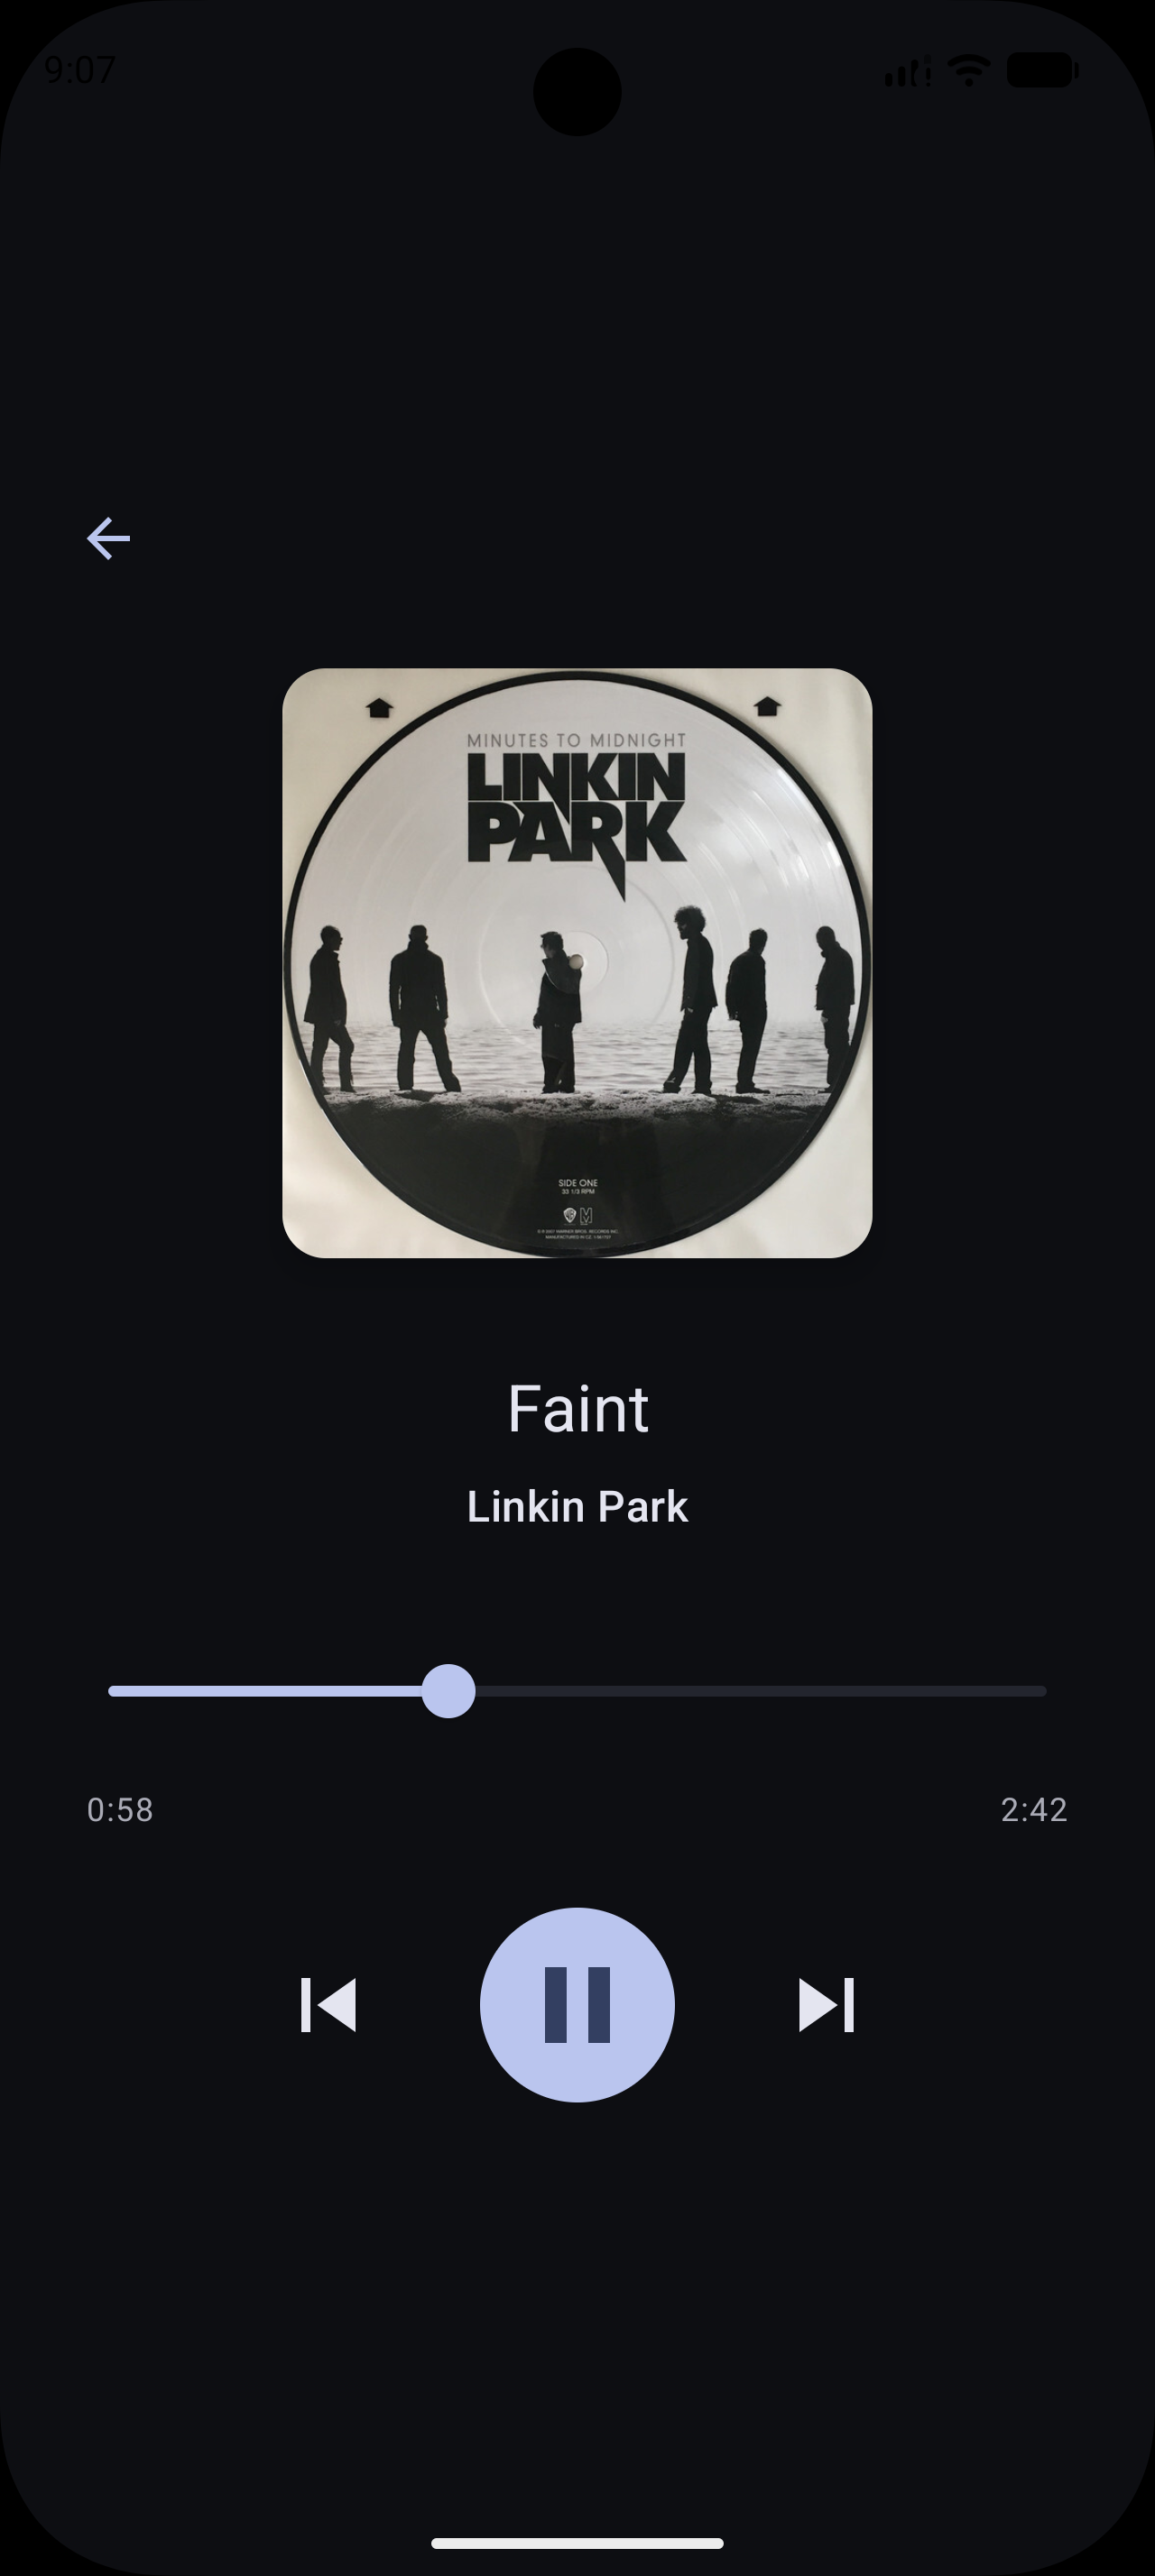 9:07
MINUTES TO MIDNIGHT
LINKIN
PARK
SIDE ONE
33 1/3 RPM
Faint
Linkin Park
0:58
2:42